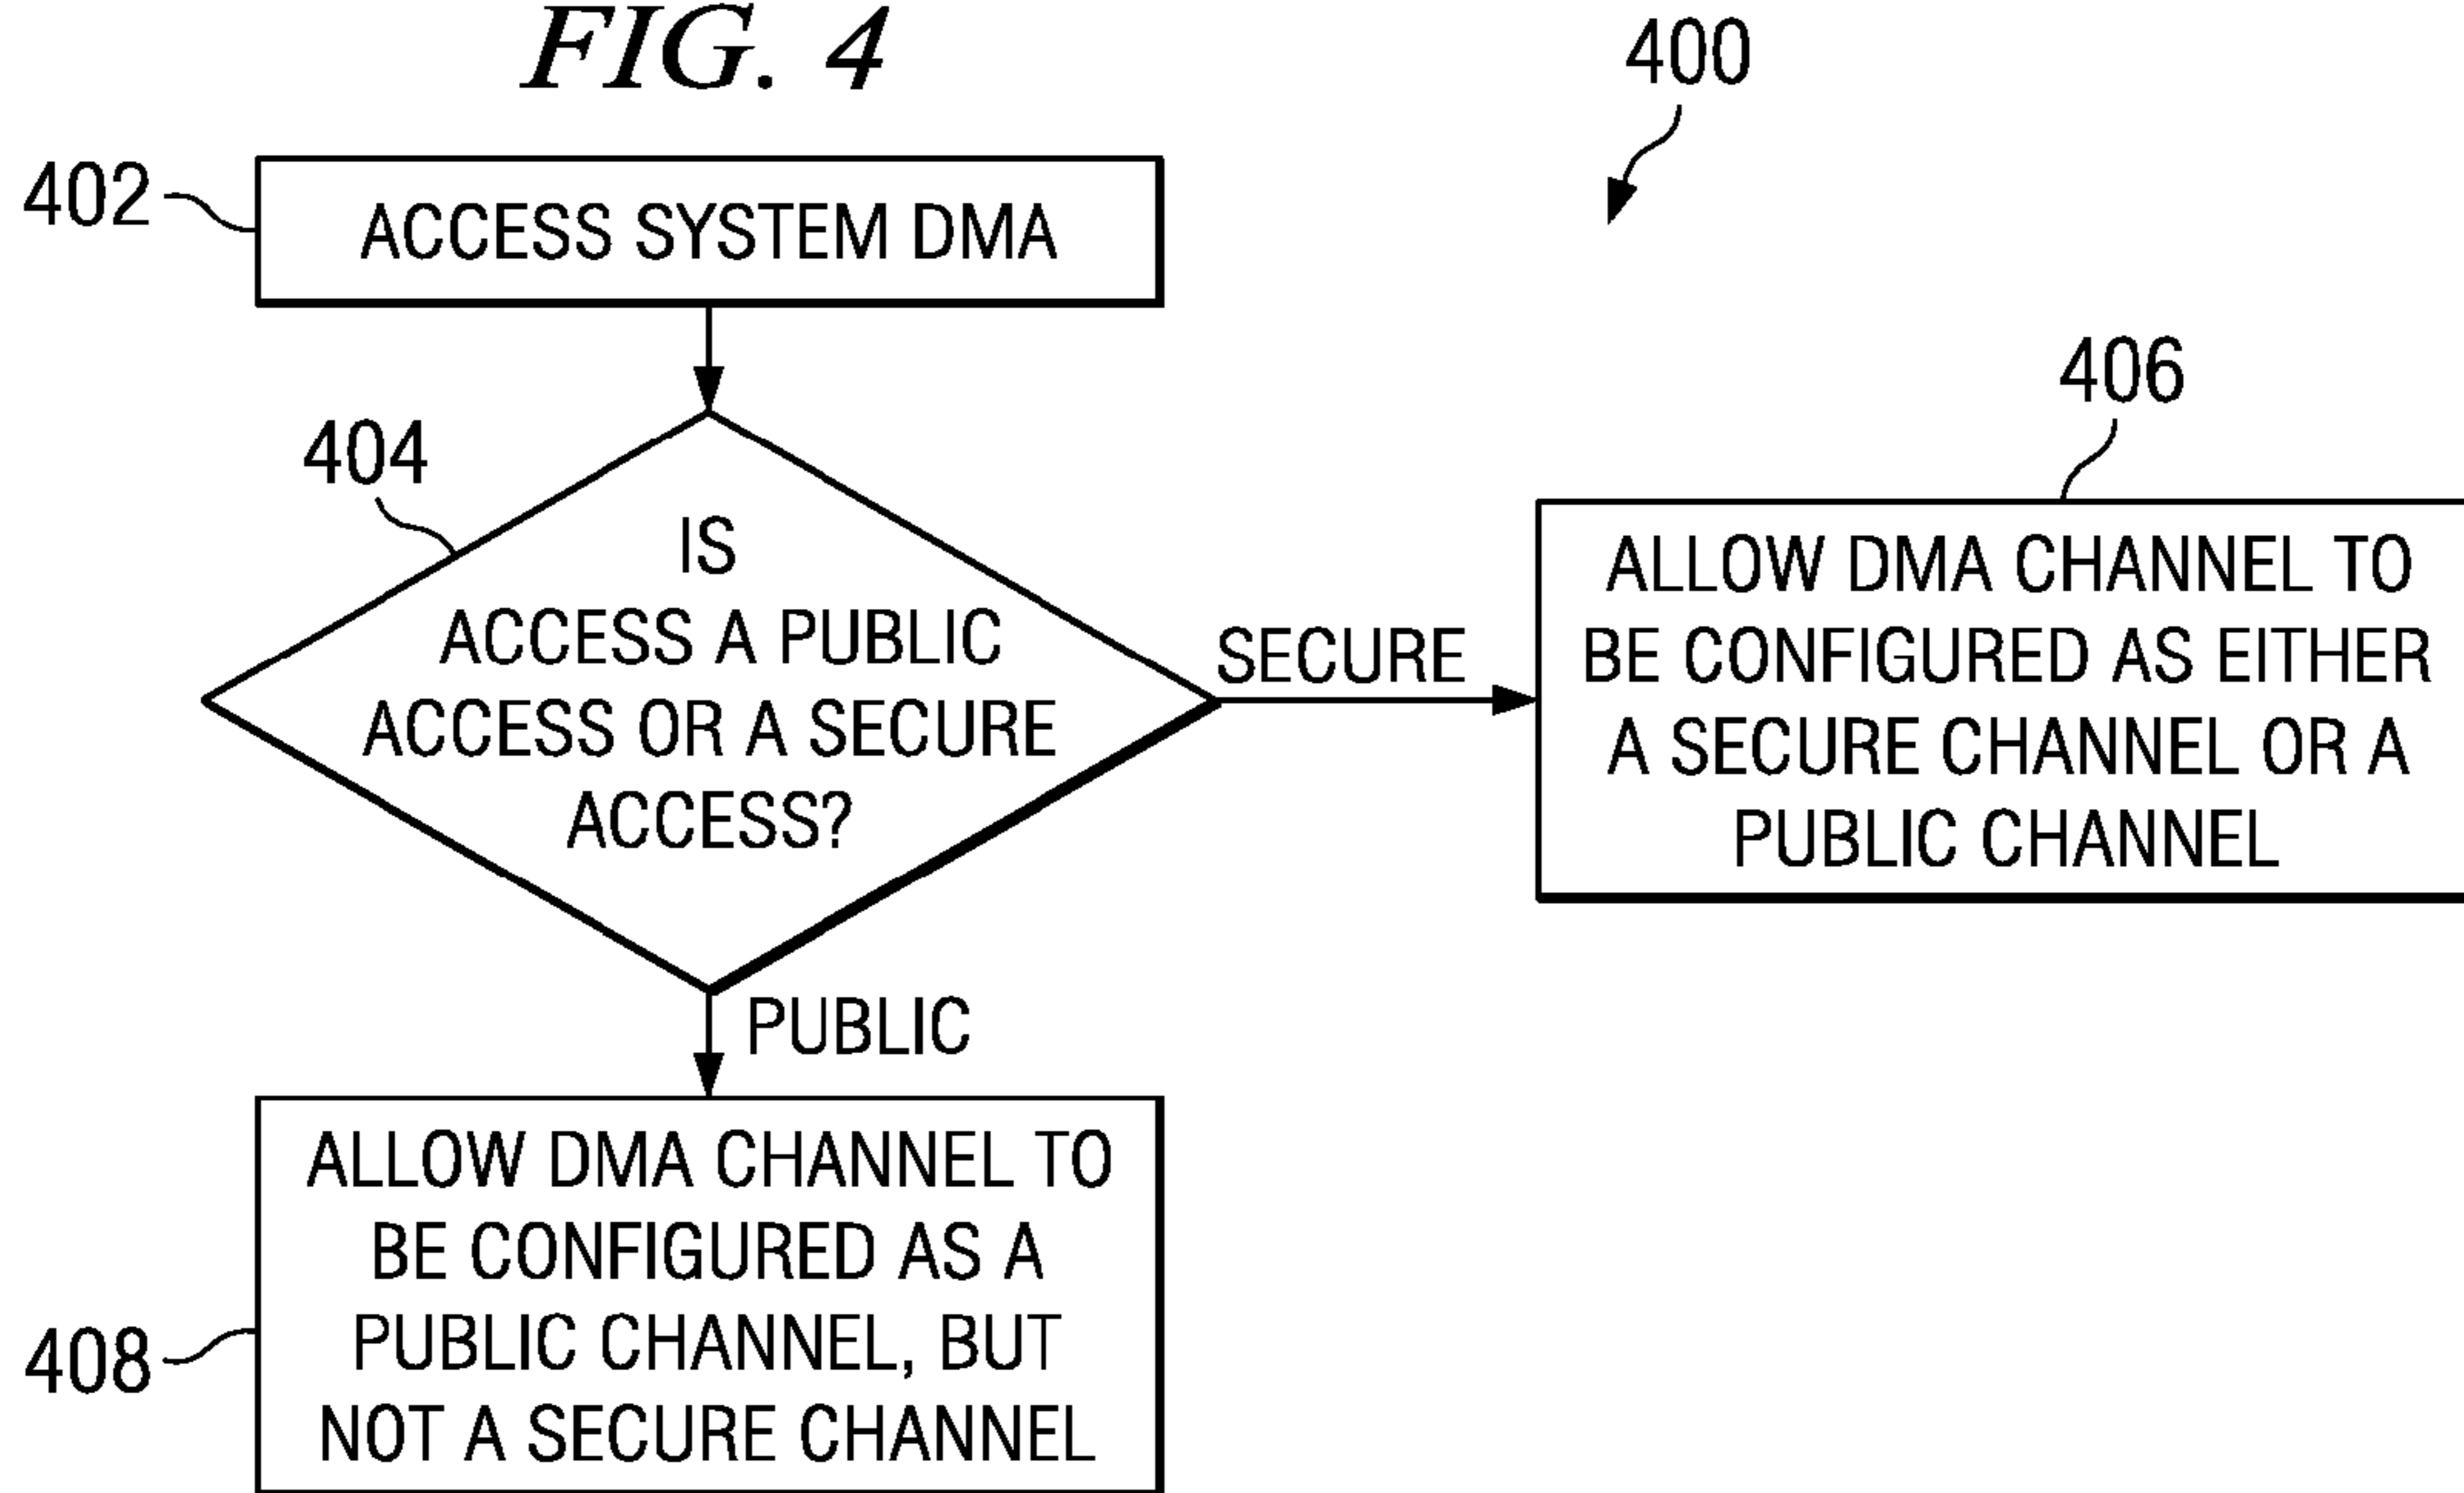 FIG. 4
400
402
ACCESS SYSTEM DMA
404
IS
ACCESS A PUBLIC
ACCESS OR A SECURE
ACCESS?
SECURE
406
ALLOW DMA CHANNEL TO
BE CONFIGURED AS EITHER
A SECURE CHANNEL OR A
PUBLIC CHANNEL
PUBLIC
408
ALLOW DMA CHANNEL TO
BE CONFIGURED AS A
PUBLIC CHANNEL, BUT
NOT A SECURE CHANNEL